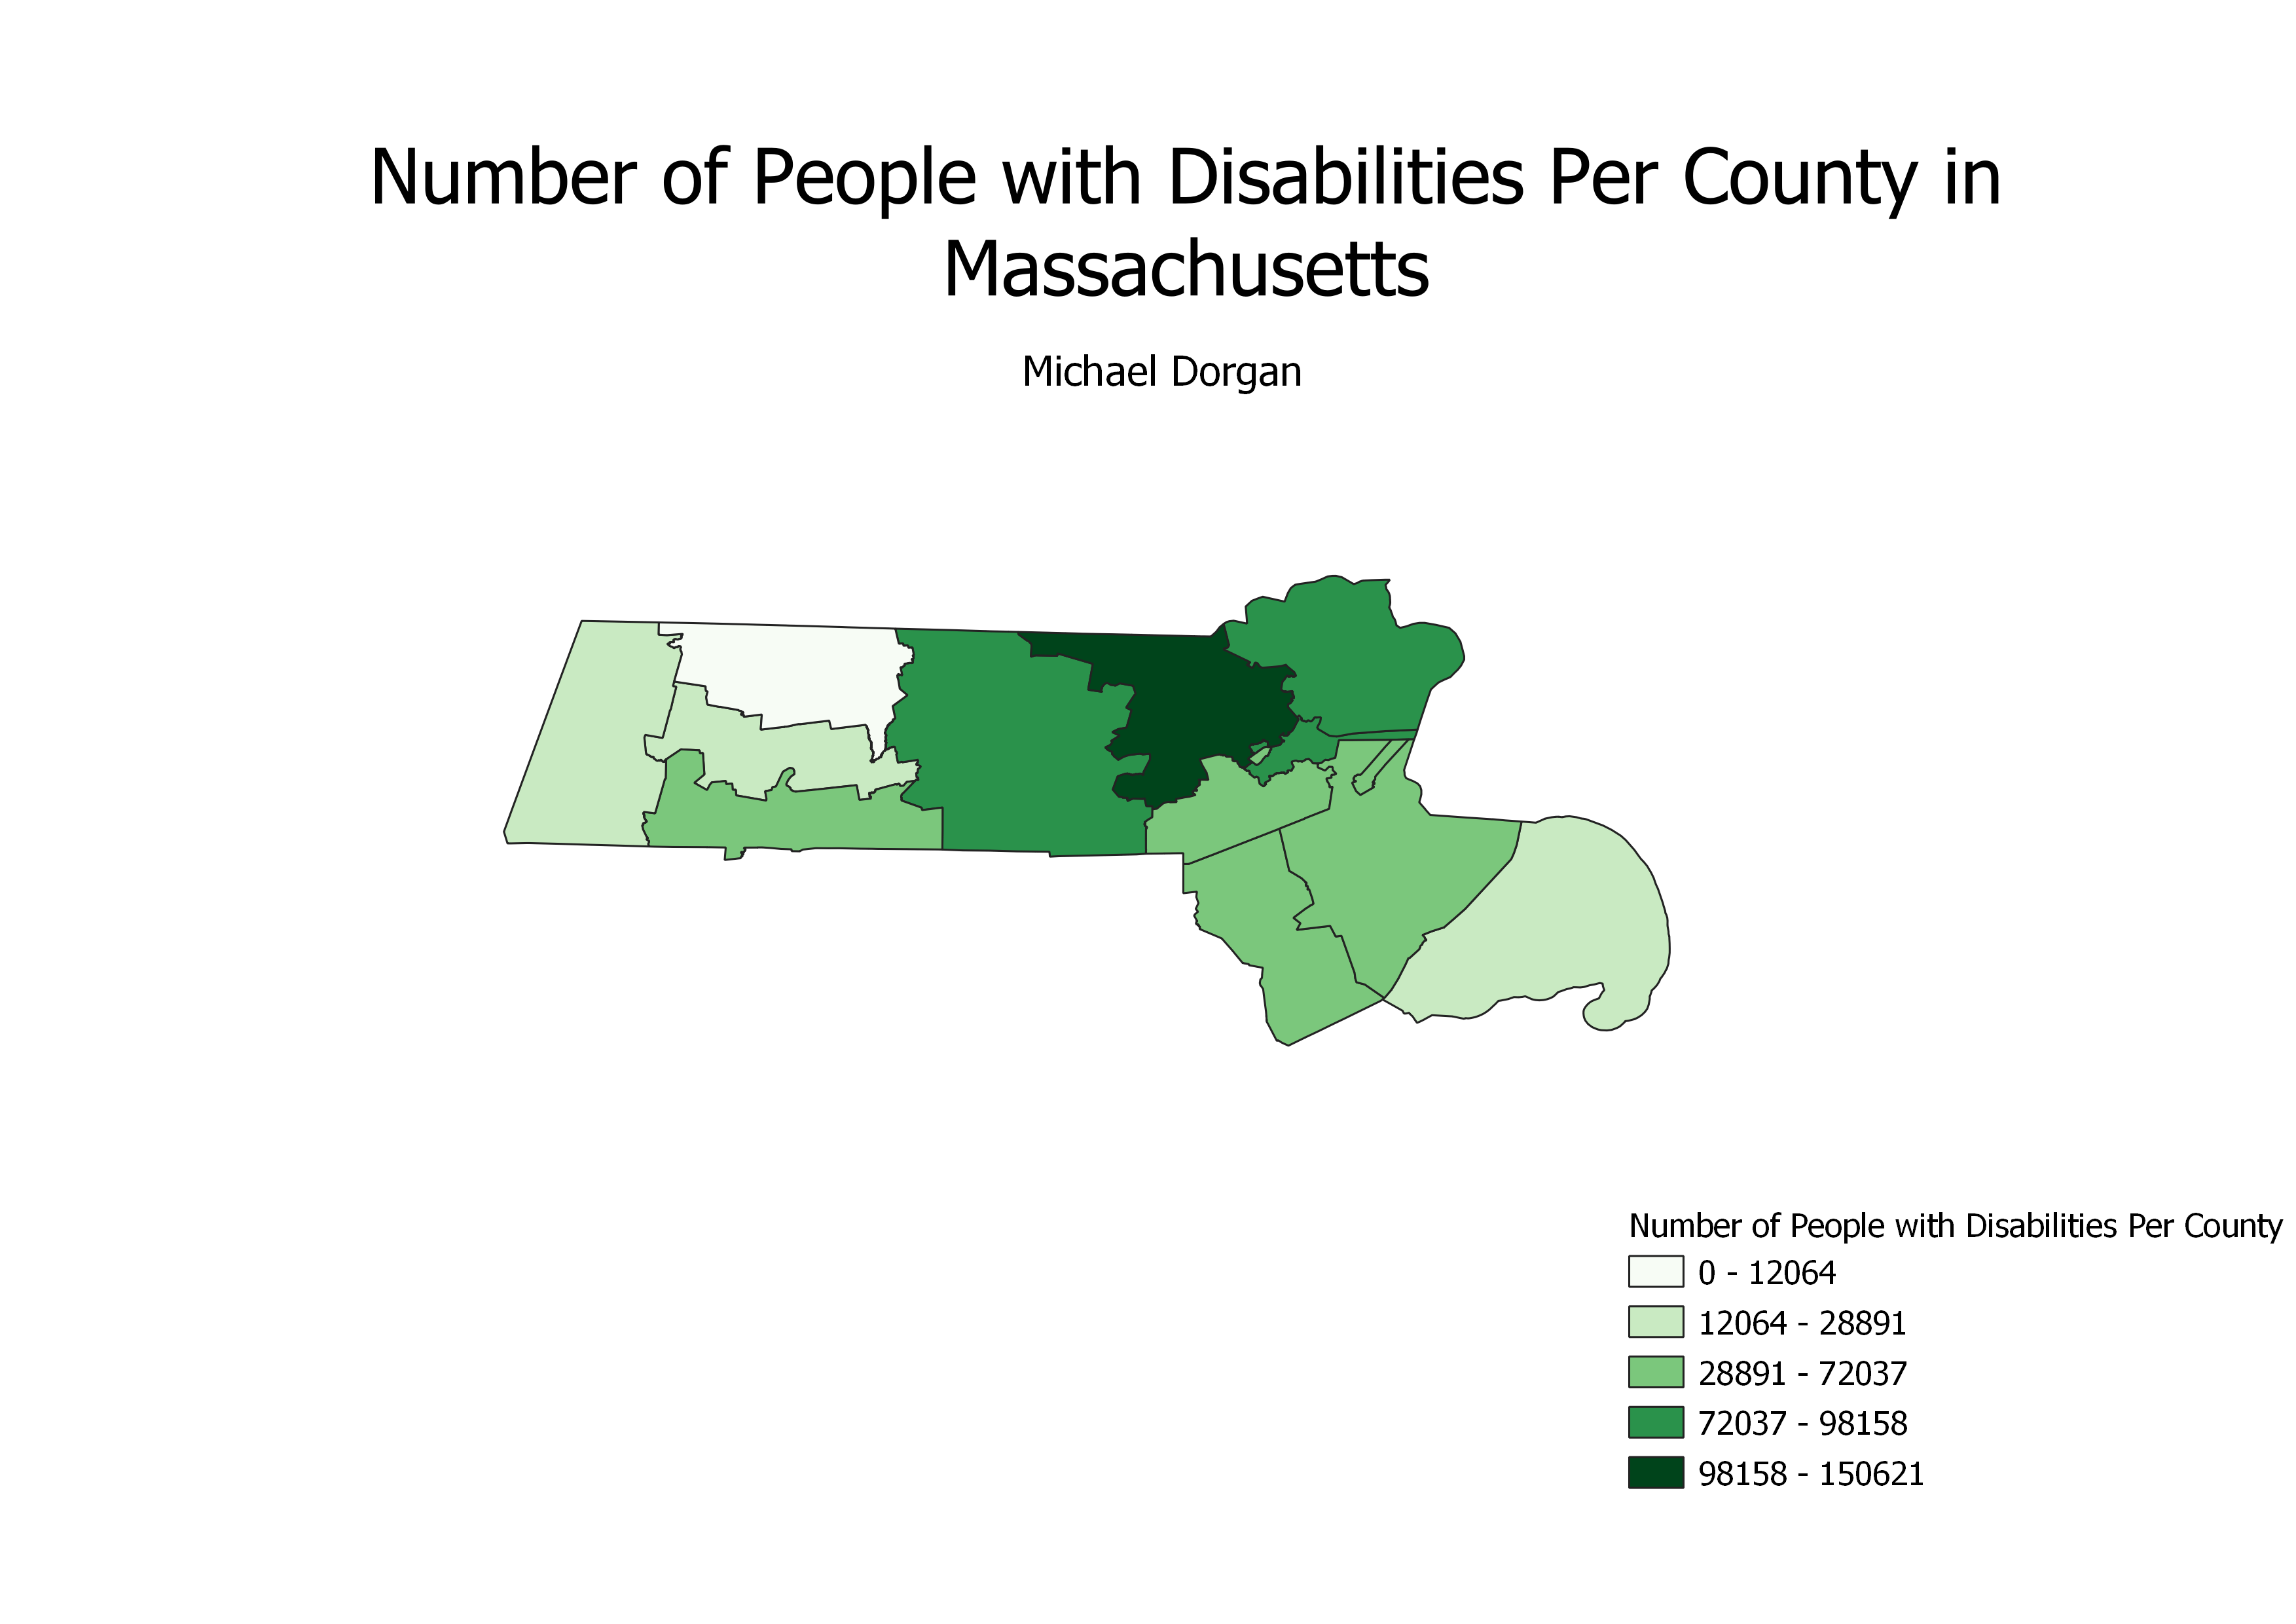 Number of People with Disabilities Per County in
Massachusetts
Michael Dorgan
Number of People with Disabilities Per County
0 - 12064
12064 - 28891
28891 - 72037
72037 - 98158
98158 - 150621